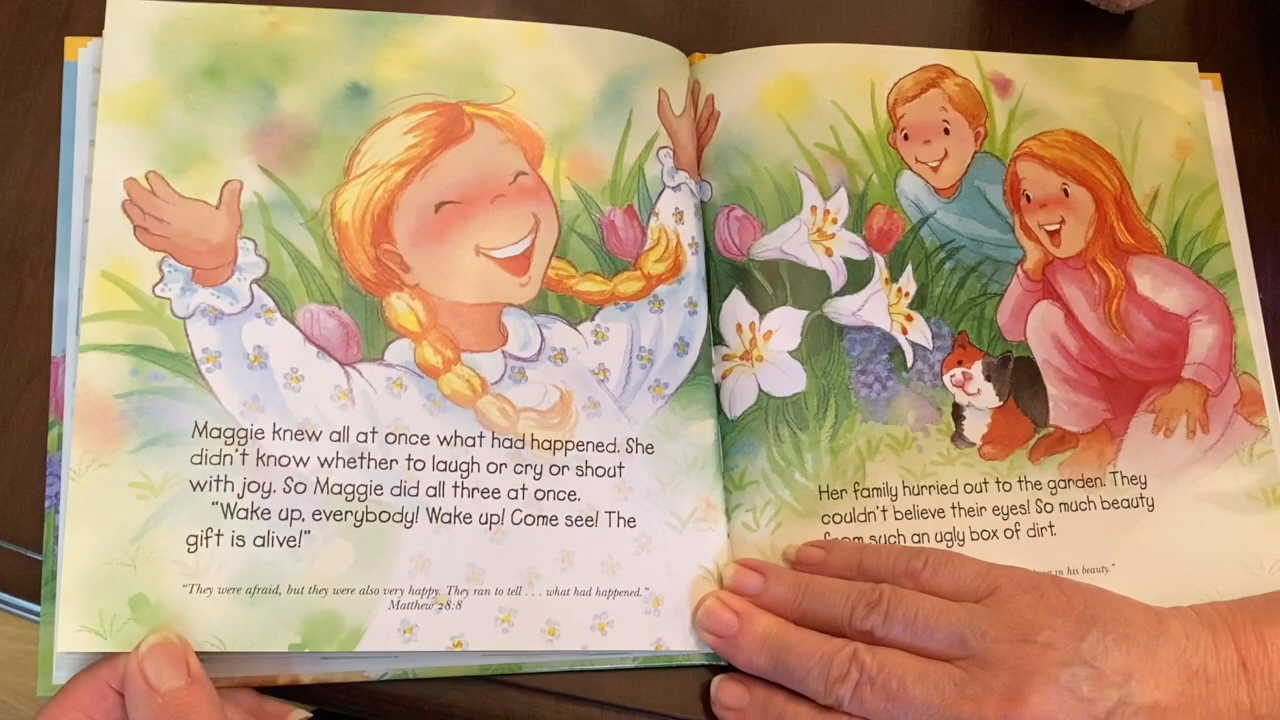 Maggie knew all at once what had happened. She
didn't know whether to laugh or cry or shout
with joy. So Maggie did all three at once.
"Wake up, everybody! Wake up! Come see! The
gift is alive!"
"They were afraid, but they were also very happy. They ran to tell . . . what had happened."
Matthew 28:8
Her family hurried out to the garden. They
couldn't believe their eyes! So much beauty
from such an ugly box of dirt.
in his beauty."